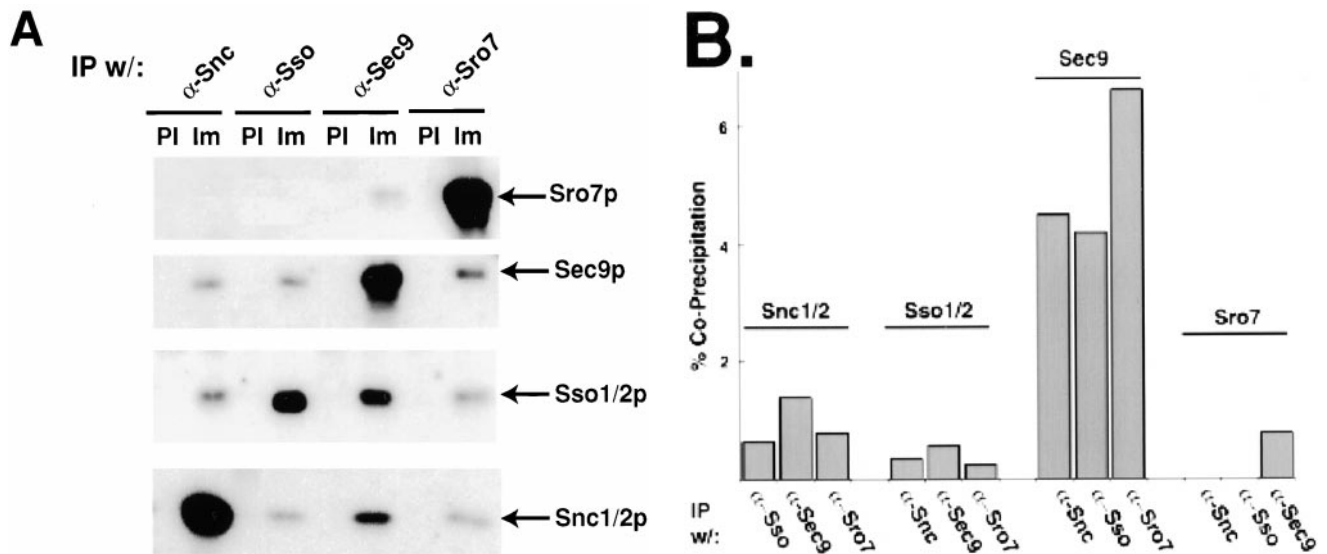 A
IP w/:
α-Snc
α-Sso
α-Sec9
α-Sro7
PI Im PI Im PI Im PI Im
Sro7p
Sec9p
Sso1/2p
Snc1/2p
B.
% Co-Precipitation
6
4
2
Snc1/2
Sso1/2
Sec9
Sro7
IP
w/:
α-Sso
α-Sec9
α-Sro7
α-Snc
α-Sec9
α-Sro7
α-Snc
α-Sso
α-Sro7
α-Snc
α-Sso
α-Sec9